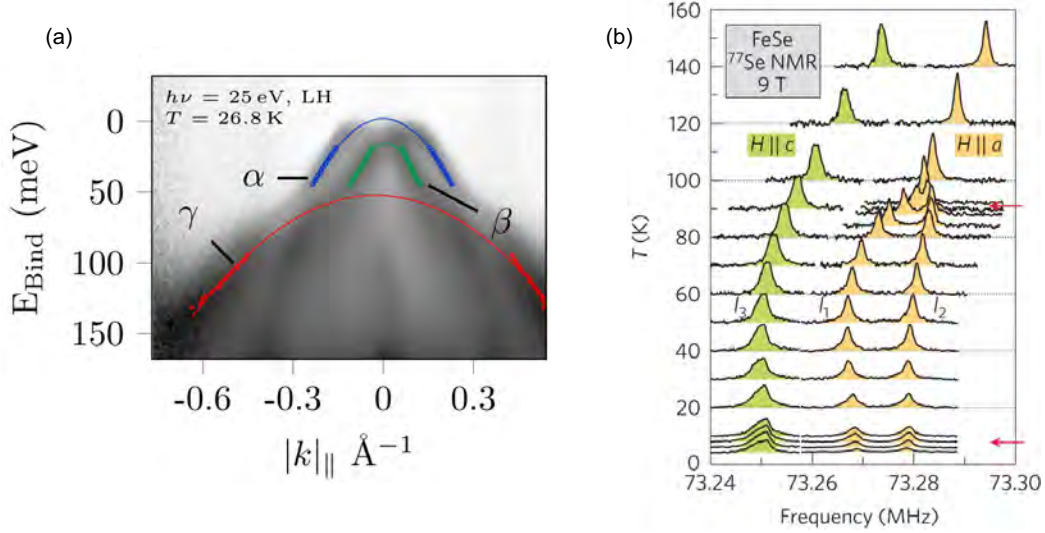 (a)
hν = 25 eV, LH
T = 26.8 K
α
β
γ
E_Bind (meV)
0
50
100
150
-0.6
-0.3
0
0.3
|k|∥ Å⁻¹
(b)
FeSe
⁷⁷Se NMR
9 T
H || c
H || a
l₃
l₁
l₂
T (K)
160
140
120
100
80
60
40
20
0
73.24
73.26
73.28
73.30
Frequency (MHz)